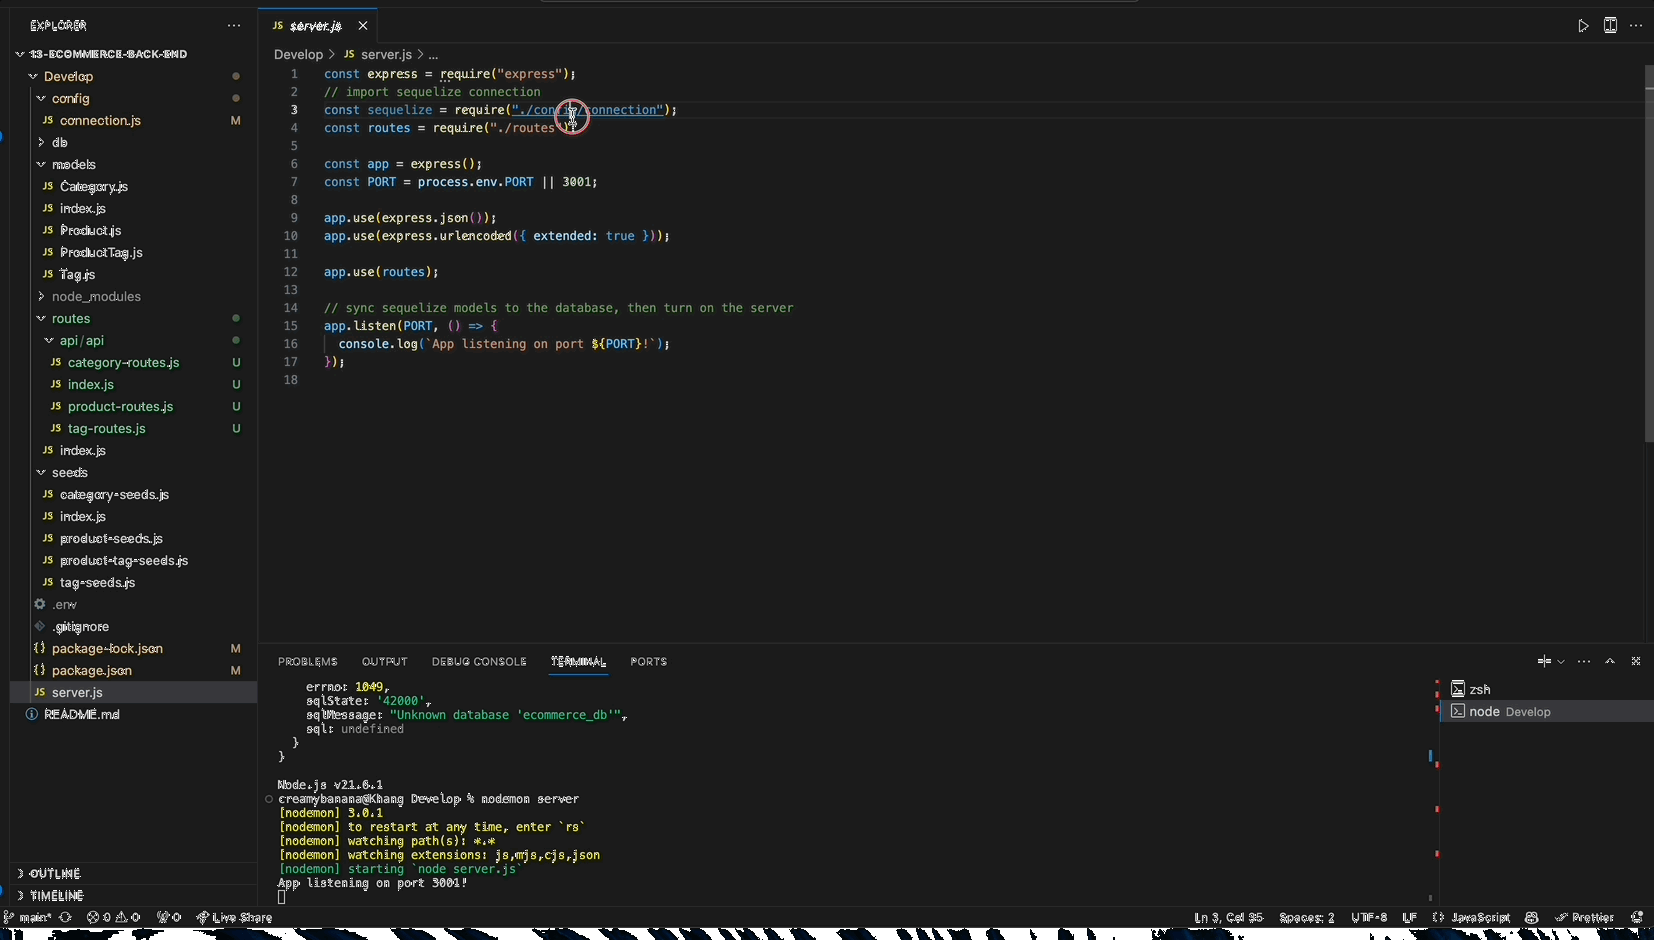 EXPLORER
13-ECOMMERCE-BACK-END
Develop
config
JS connection.js M
db
models
JS Category.js
JS index.js
JS Product.js
JS ProductTag.js
JS Tag.js
node_modules
routes
api/api
JS category-routes.js U
JS index.js U
JS product-routes.js U
JS tag-routes.js U
JS index.js
seeds
JS category-seeds.js
JS index.js
JS product-seeds.js
JS product-tag-seeds.js
JS tag-seeds.js
.env
.gitignore
{} package-lock.json M
{} package.json M
JS server.js
README.md
OUTLINE
TIMELINE
JS server.js
Develop > JS server.js > ...
1 const express = require("express");
2 // import sequelize connection
3 const sequelize = require("./config/connection");
4 const routes = require("./routes");
5
6 const app = express();
7 const PORT = process.env.PORT || 3001;
8
9 app.use(express.json());
10 app.use(express.urlencoded({ extended: true }));
11
12 app.use(routes);
13
14 // sync sequelize models to the database, then turn on the server
15 app.listen(PORT, () => {
16 console.log(`App listening on port ${PORT}!`);
17 });
18
PROBLEMS OUTPUT DEBUG CONSOLE TERMINAL PORTS
errno: 1049,
sqlState: '42000',
sqlMessage: "Unknown database 'ecommerce_db'",
sql: undefined
}
}
Node.js v21.6.1
creamybanana@Khang Develop % nodemon server
[nodemon] 3.0.1
[nodemon] to restart at any time, enter `rs`
[nodemon] watching path(s): *.*
[nodemon] watching extensions: js,mjs,cjs,json
[nodemon] starting `node server.js`
App listening on port 3001!
zsh
node Develop
main* 0 0 0 Live Share Ln 3, Col 35 Spaces: 2 UTF-8 LF {} JavaScript Prettier